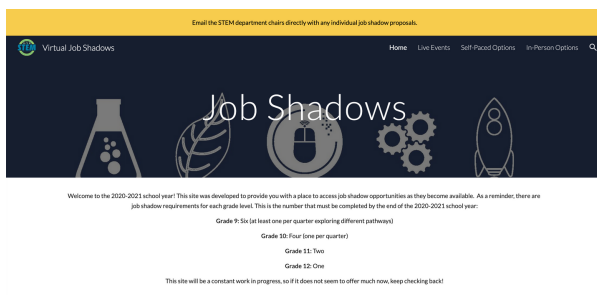 Email the STEM department chairs directly with any individual job shadow proposals.
STEM Virtual Job Shadows Home Live Events Self-Paced Options In-Person Options
Job Shadows
8
Welcome to the 2020-2021 school year! This site was developed to provide you with a place to access job shadow opportunities as they become available. As a reminder, there are
job shadow requirements for each grade level. This is the number that must be completed by the end of the 2020-2021 school year:
Grade 9: Six (at least one per quarter exploring different pathways)
Grade 10: Four (one per quarter)
Grade 11: Two
Grade 12: One
This site will be a constant work in progress, so if it does not seem to offer much now, keep checking back!